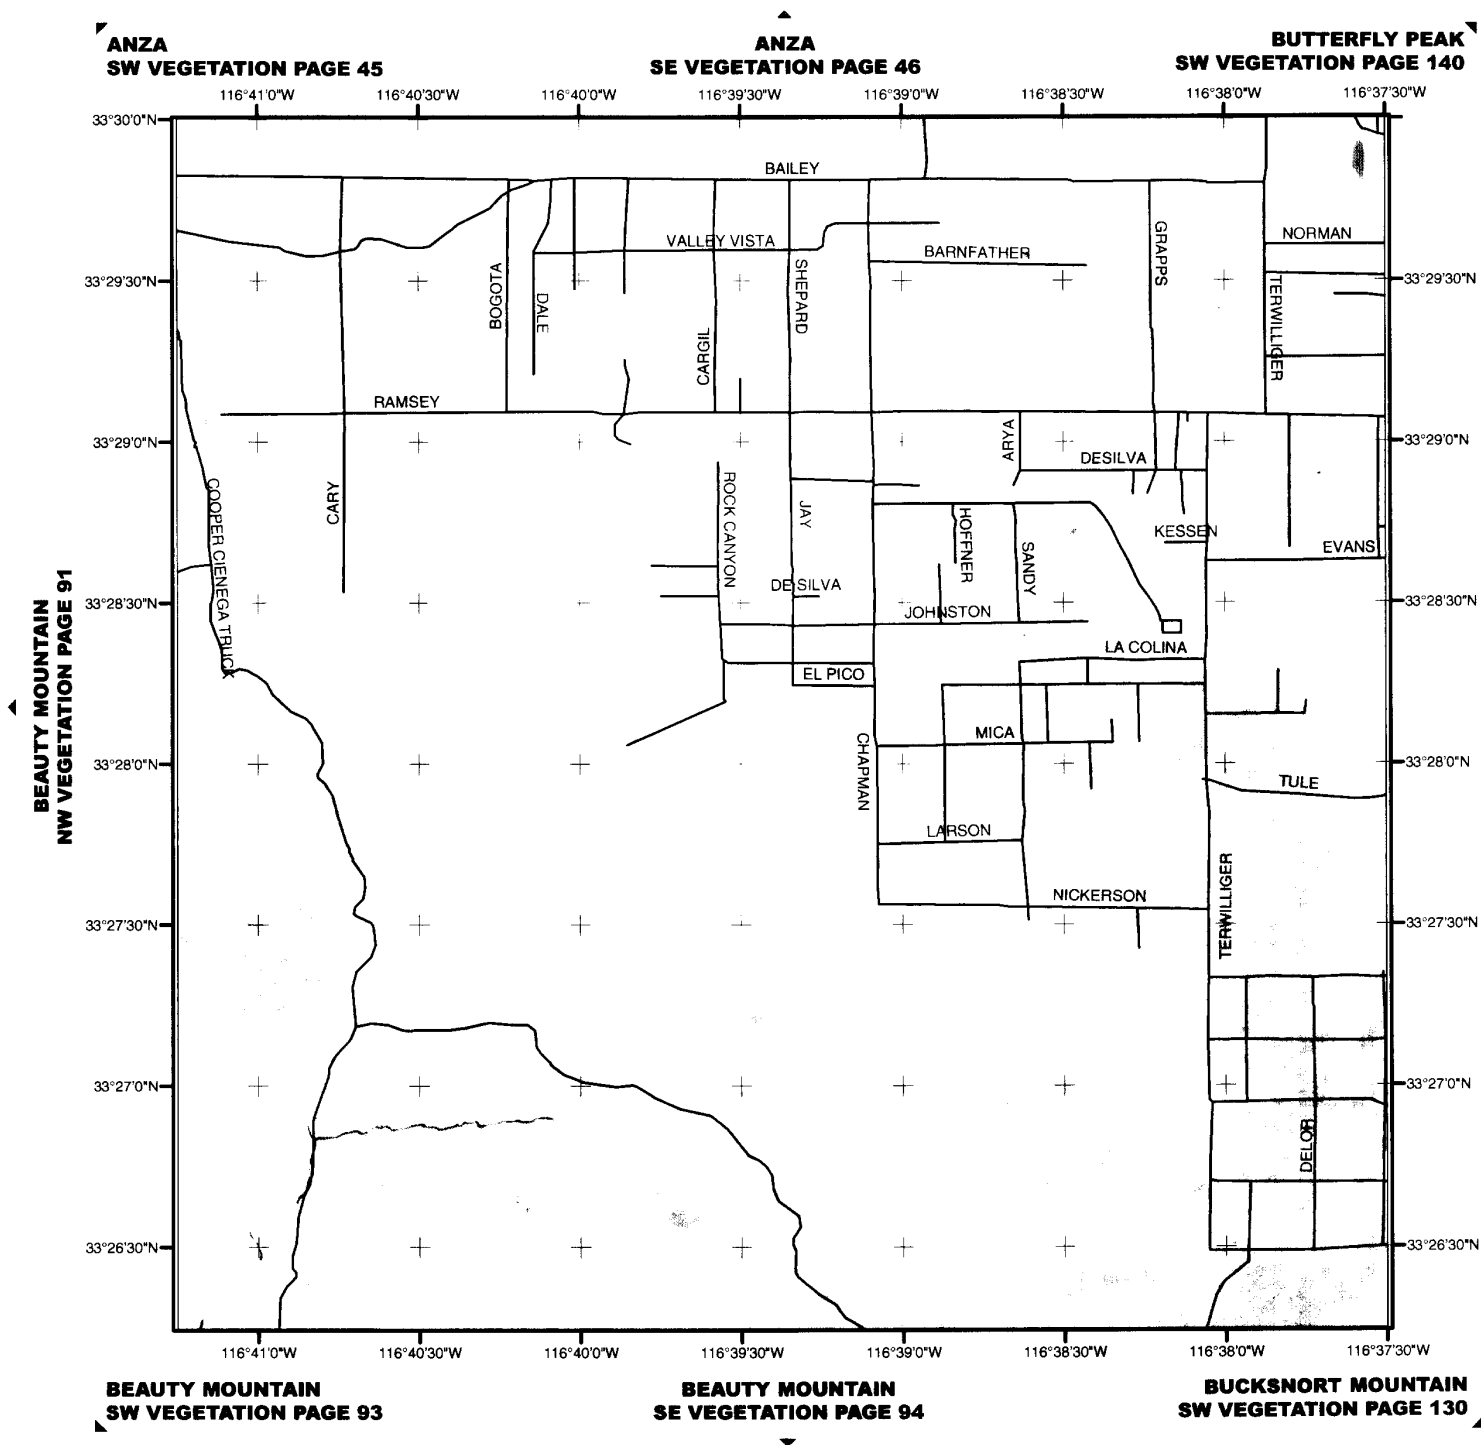 ANZA
SW VEGETATION PAGE 45
ANZA
SE VEGETATION PAGE 46
BUTTERFLY PEAK
SW VEGETATION PAGE 140
116°41'0"W 116°40'30"W 116°40'0"W 116°39'30"W 116°39'0"W 116°38'30"W 116°38'0"W 116°37'30"W
33°30'0"N
BAILEY
VALLEY VISTA
BARNFATHER
GRAPPS
NORMAN
33°29'30"N
BOGOTA
DALE
CARGIL
SHEPARD
TERWILLIGER
33°29'30"N
RAMSEY
33°29'0"N
ARYA
DESILVA
33°29'0"N
COOPER CIENEGA TRUCK
CARY
ROCK CANYON
JAY
HOFFNER
SANDY
KESSEN
EVANS
BEAUTY MOUNTAIN
NW VEGETATION PAGE 91
DE SILVA
33°28'30"N
JOHNSTON
33°28'30"N
LA COLINA
EL PICO
MICA
CHAPMAN
33°28'0"N
33°28'0"N
TULE
LARSON
TERWILLIGER
NICKERSON
33°27'30"N
33°27'30"N
33°27'0"N
33°27'0"N
DELOR
33°26'30"N
33°26'30"N
116°41'0"W 116°40'30"W 116°40'0"W 116°39'30"W 116°39'0"W 116°38'30"W 116°38'0"W 116°37'30"W
BEAUTY MOUNTAIN
SW VEGETATION PAGE 93
BEAUTY MOUNTAIN
SE VEGETATION PAGE 94
BUCKSNORT MOUNTAIN
SW VEGETATION PAGE 130